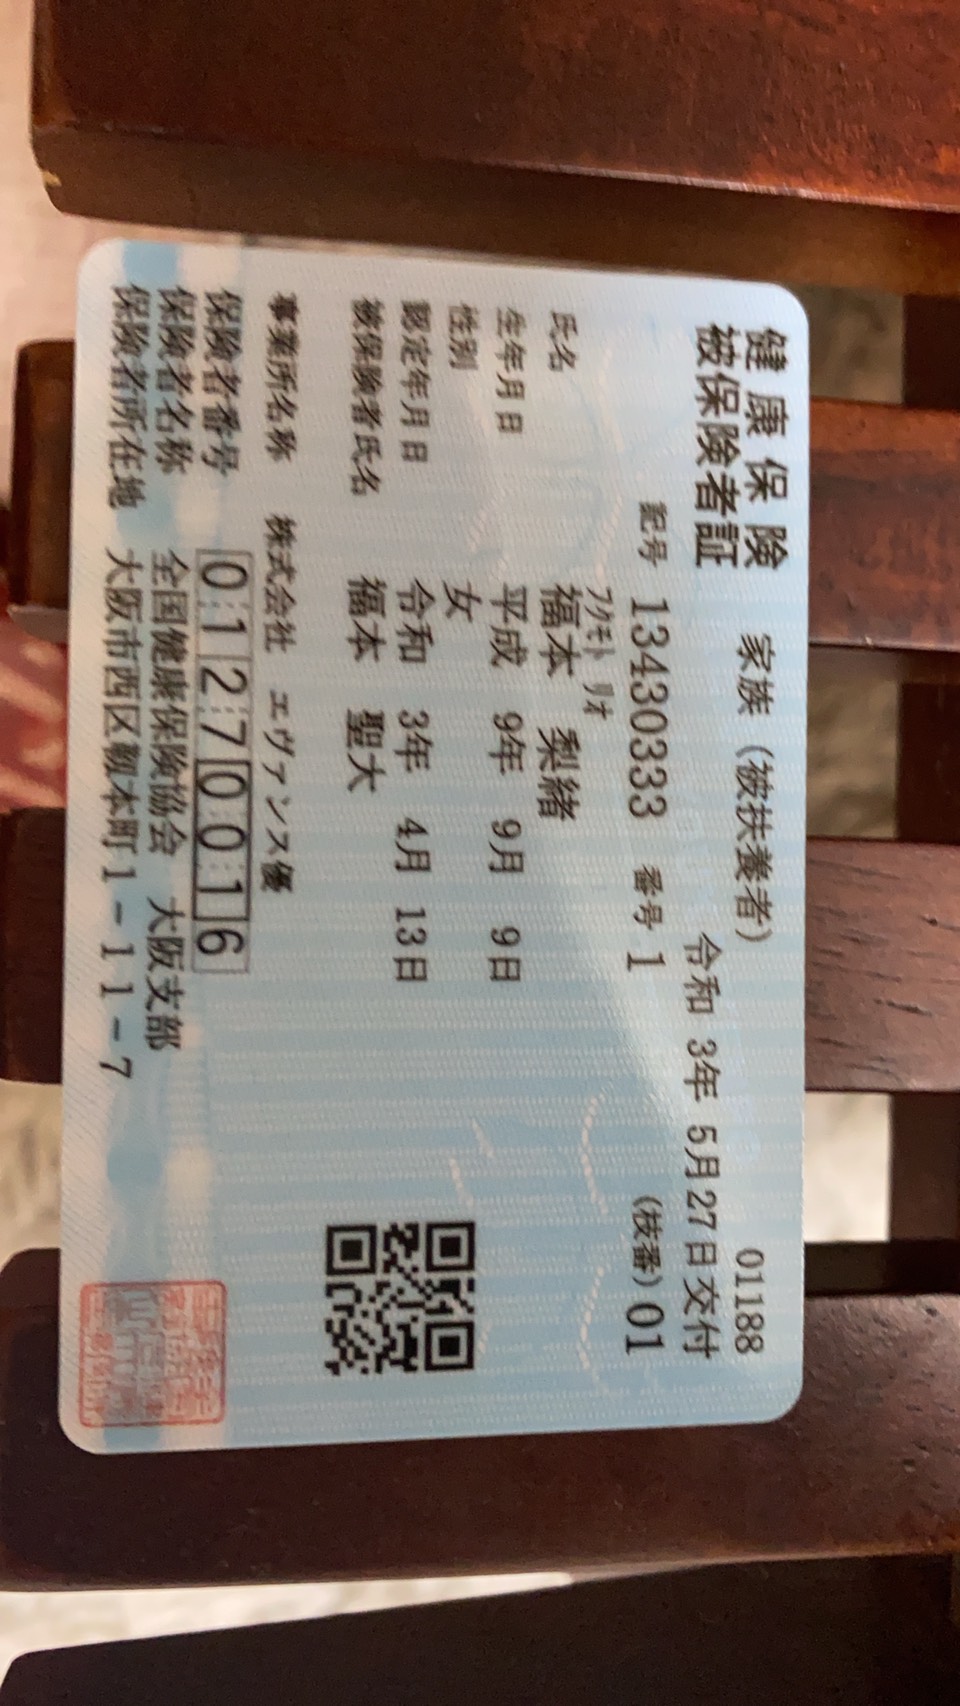 健康保険 家族（被扶養者） 01188
被保険者証 令和 3年 5月27日交付
記号 13430333 番号 1 (枝番) 01
フクモト リオ
氏名 福本 梨緒
生年月日 平成 9年 9月 9日
性別 女
認定年月日 令和 3年 4月 13日
被保険者氏名 福本 聖大
事業所名称 株式会社 エヴァンス優
保険者番号 01270016
保険者名称 全国健康保険協会 大阪支部
保険者所在地 大阪市西区靱本町1-11-7